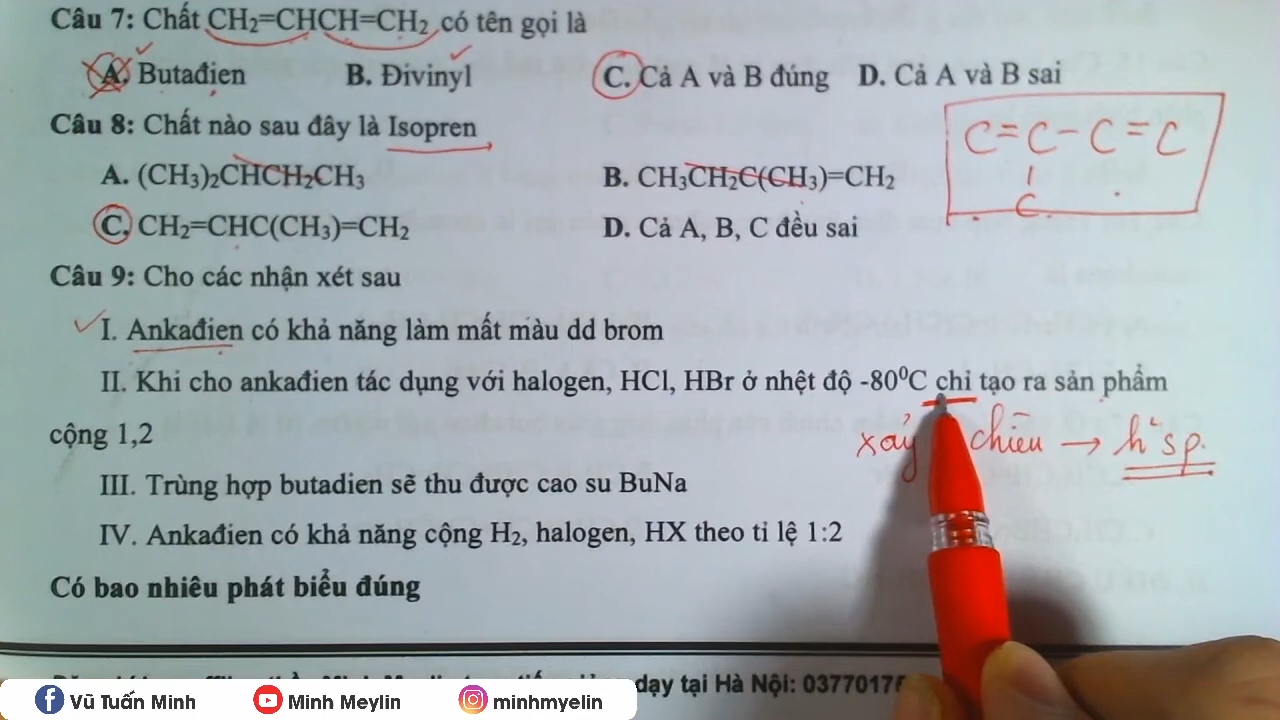 Câu 7: Chất CH₂=CHCH=CH₂ có tên gọi là
A. Butađien B. Đivinyl C. Cả A và B đúng D. Cả A và B sai
Câu 8: Chất nào sau đây là Isopren
C = C - C = C
C
A. (CH₃)₂CHCH₂CH₃ B. CH₃CH₂C(CH₃)=CH₂
C. CH₂=CHC(CH₃)=CH₂ D. Cả A, B, C đều sai
Câu 9: Cho các nhận xét sau
I. Ankađien có khả năng làm mất màu dd brom
II. Khi cho ankađien tác dụng với halogen, HCl, HBr ở nhệt độ -80⁰C chỉ tạo ra sản phẩm
cộng 1,2
xảy chiều → sp.
III. Trùng hợp butadien sẽ thu được cao su BuNa
IV. Ankađien có khả năng cộng H₂, halogen, HX theo tỉ lệ 1:2
Có bao nhiêu phát biểu đúng
dạy tại Hà Nội: 0377017
Vũ Tuấn Minh Minh Meylin minhmyelin